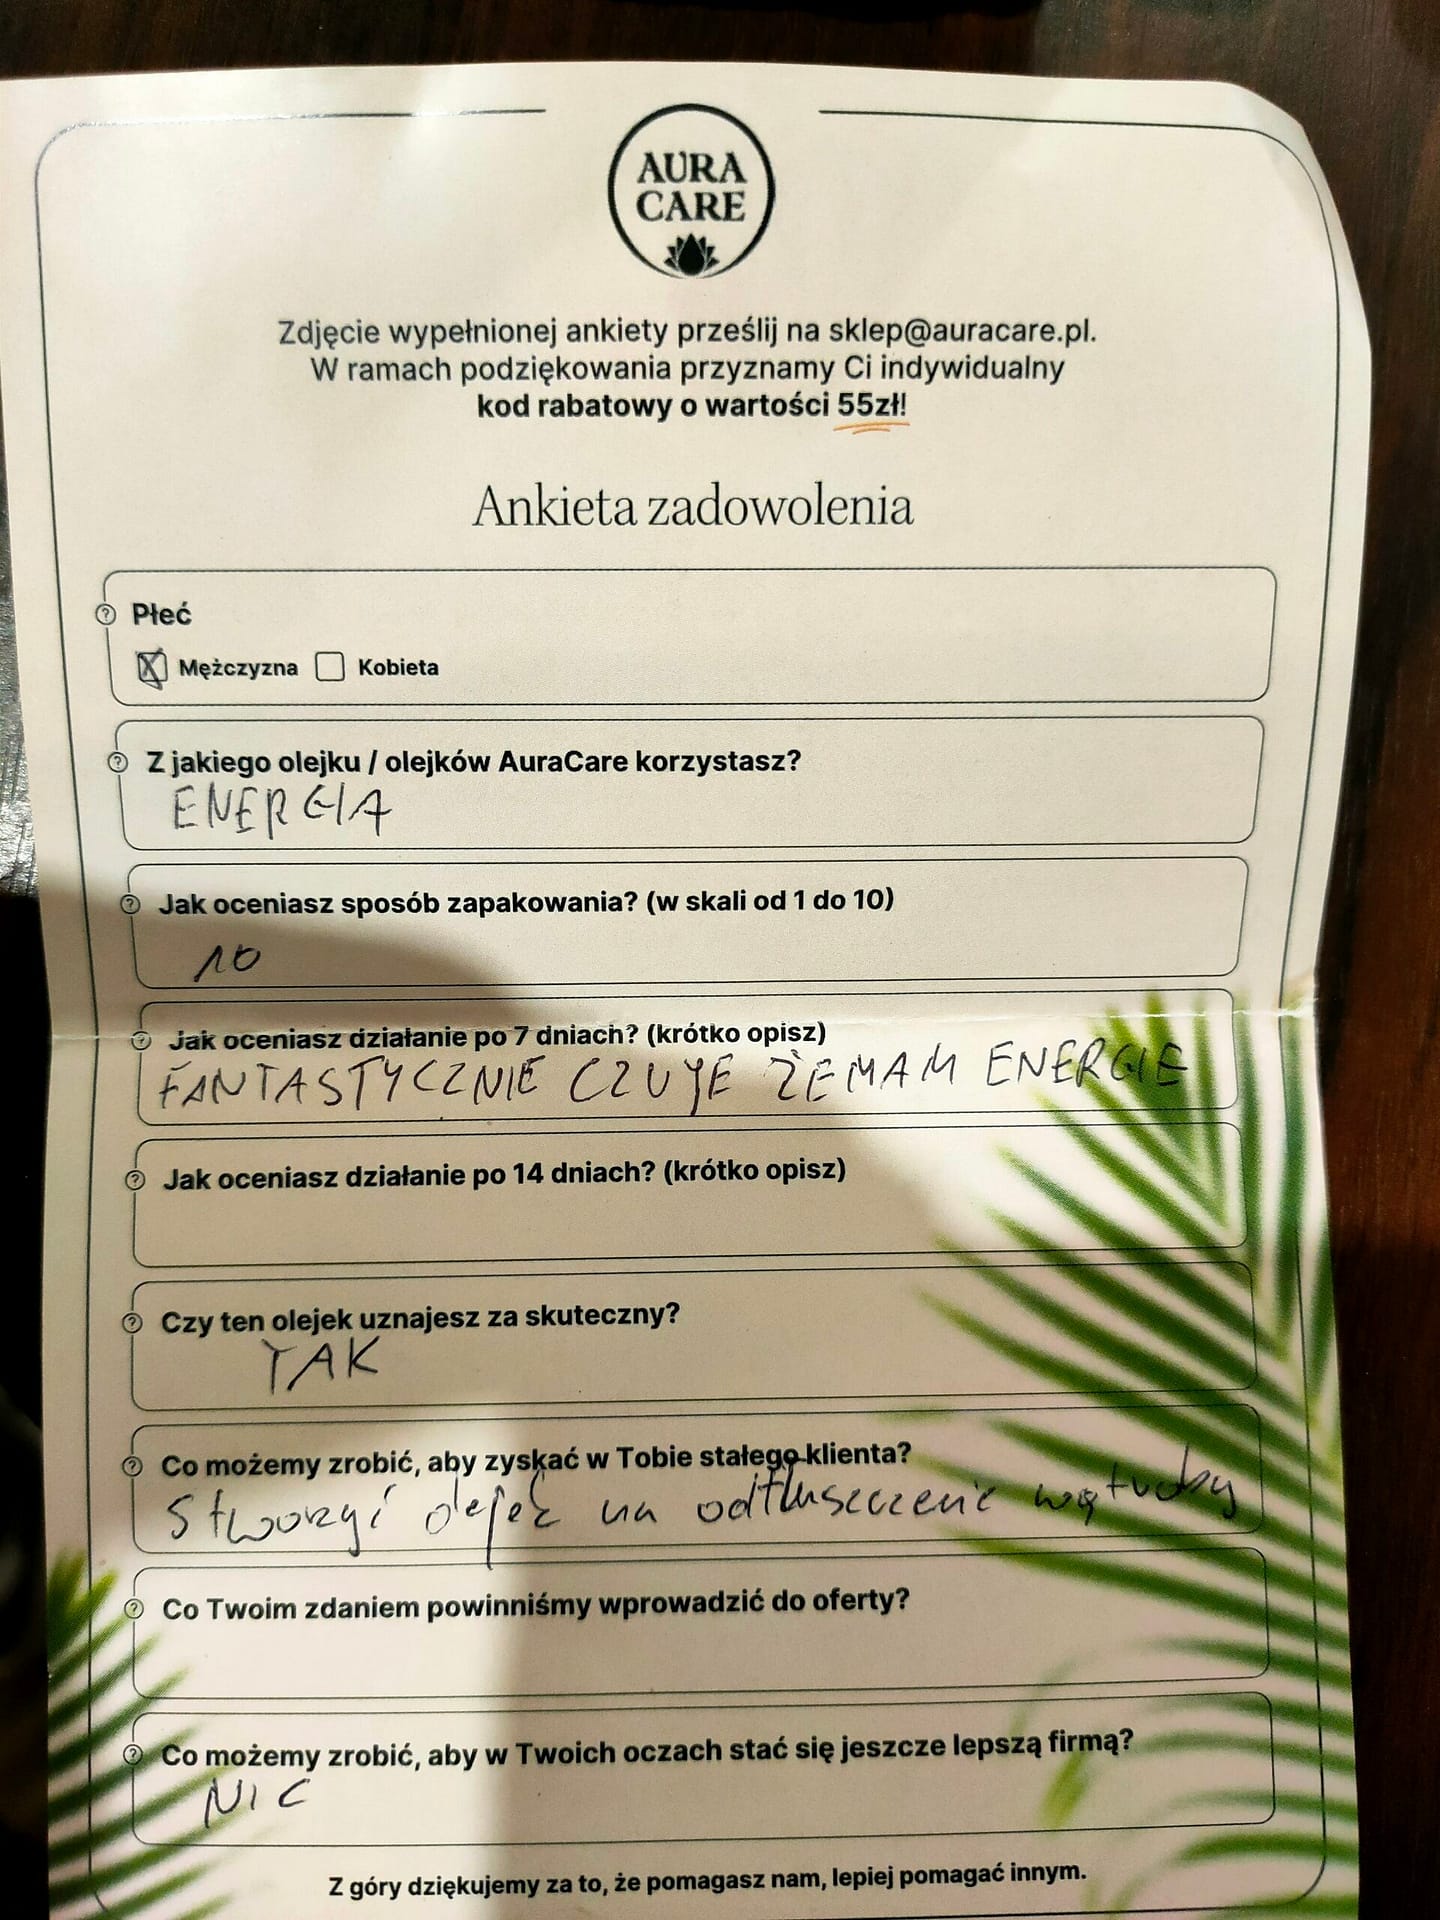 AURA
CARE
Zdjęcie wypełnionej ankiety prześlij na sklep@auracare.pl.
W ramach podziękowania przyznamy Ci indywidualny
kod rabatowy o wartości 55zł!
Ankieta zadowolenia
Płeć
Mężczyzna Kobieta
Z jakiego olejku / olejków AuraCare korzystasz?
ENERGIA
Jak oceniasz sposób zapakowania? (w skali od 1 do 10)
10
Jak oceniasz działanie po 7 dniach? (krótko opisz)
FANTASTYCZNIE CZUJE ŻE MAM ENERGIE
Jak oceniasz działanie po 14 dniach? (krótko opisz)
Czy ten olejek uznajesz za skuteczny?
TAK
Co możemy zrobić, aby zyskać w Tobie stałego klienta?
Stworzyć olejek na odtłuszczenie wątroby
Co Twoim zdaniem powinniśmy wprowadzić do oferty?
Co możemy zrobić, aby w Twoich oczach stać się jeszcze lepszą firmą?
NIC
Z góry dziękujemy za to, że pomagasz nam, lepiej pomagać innym.